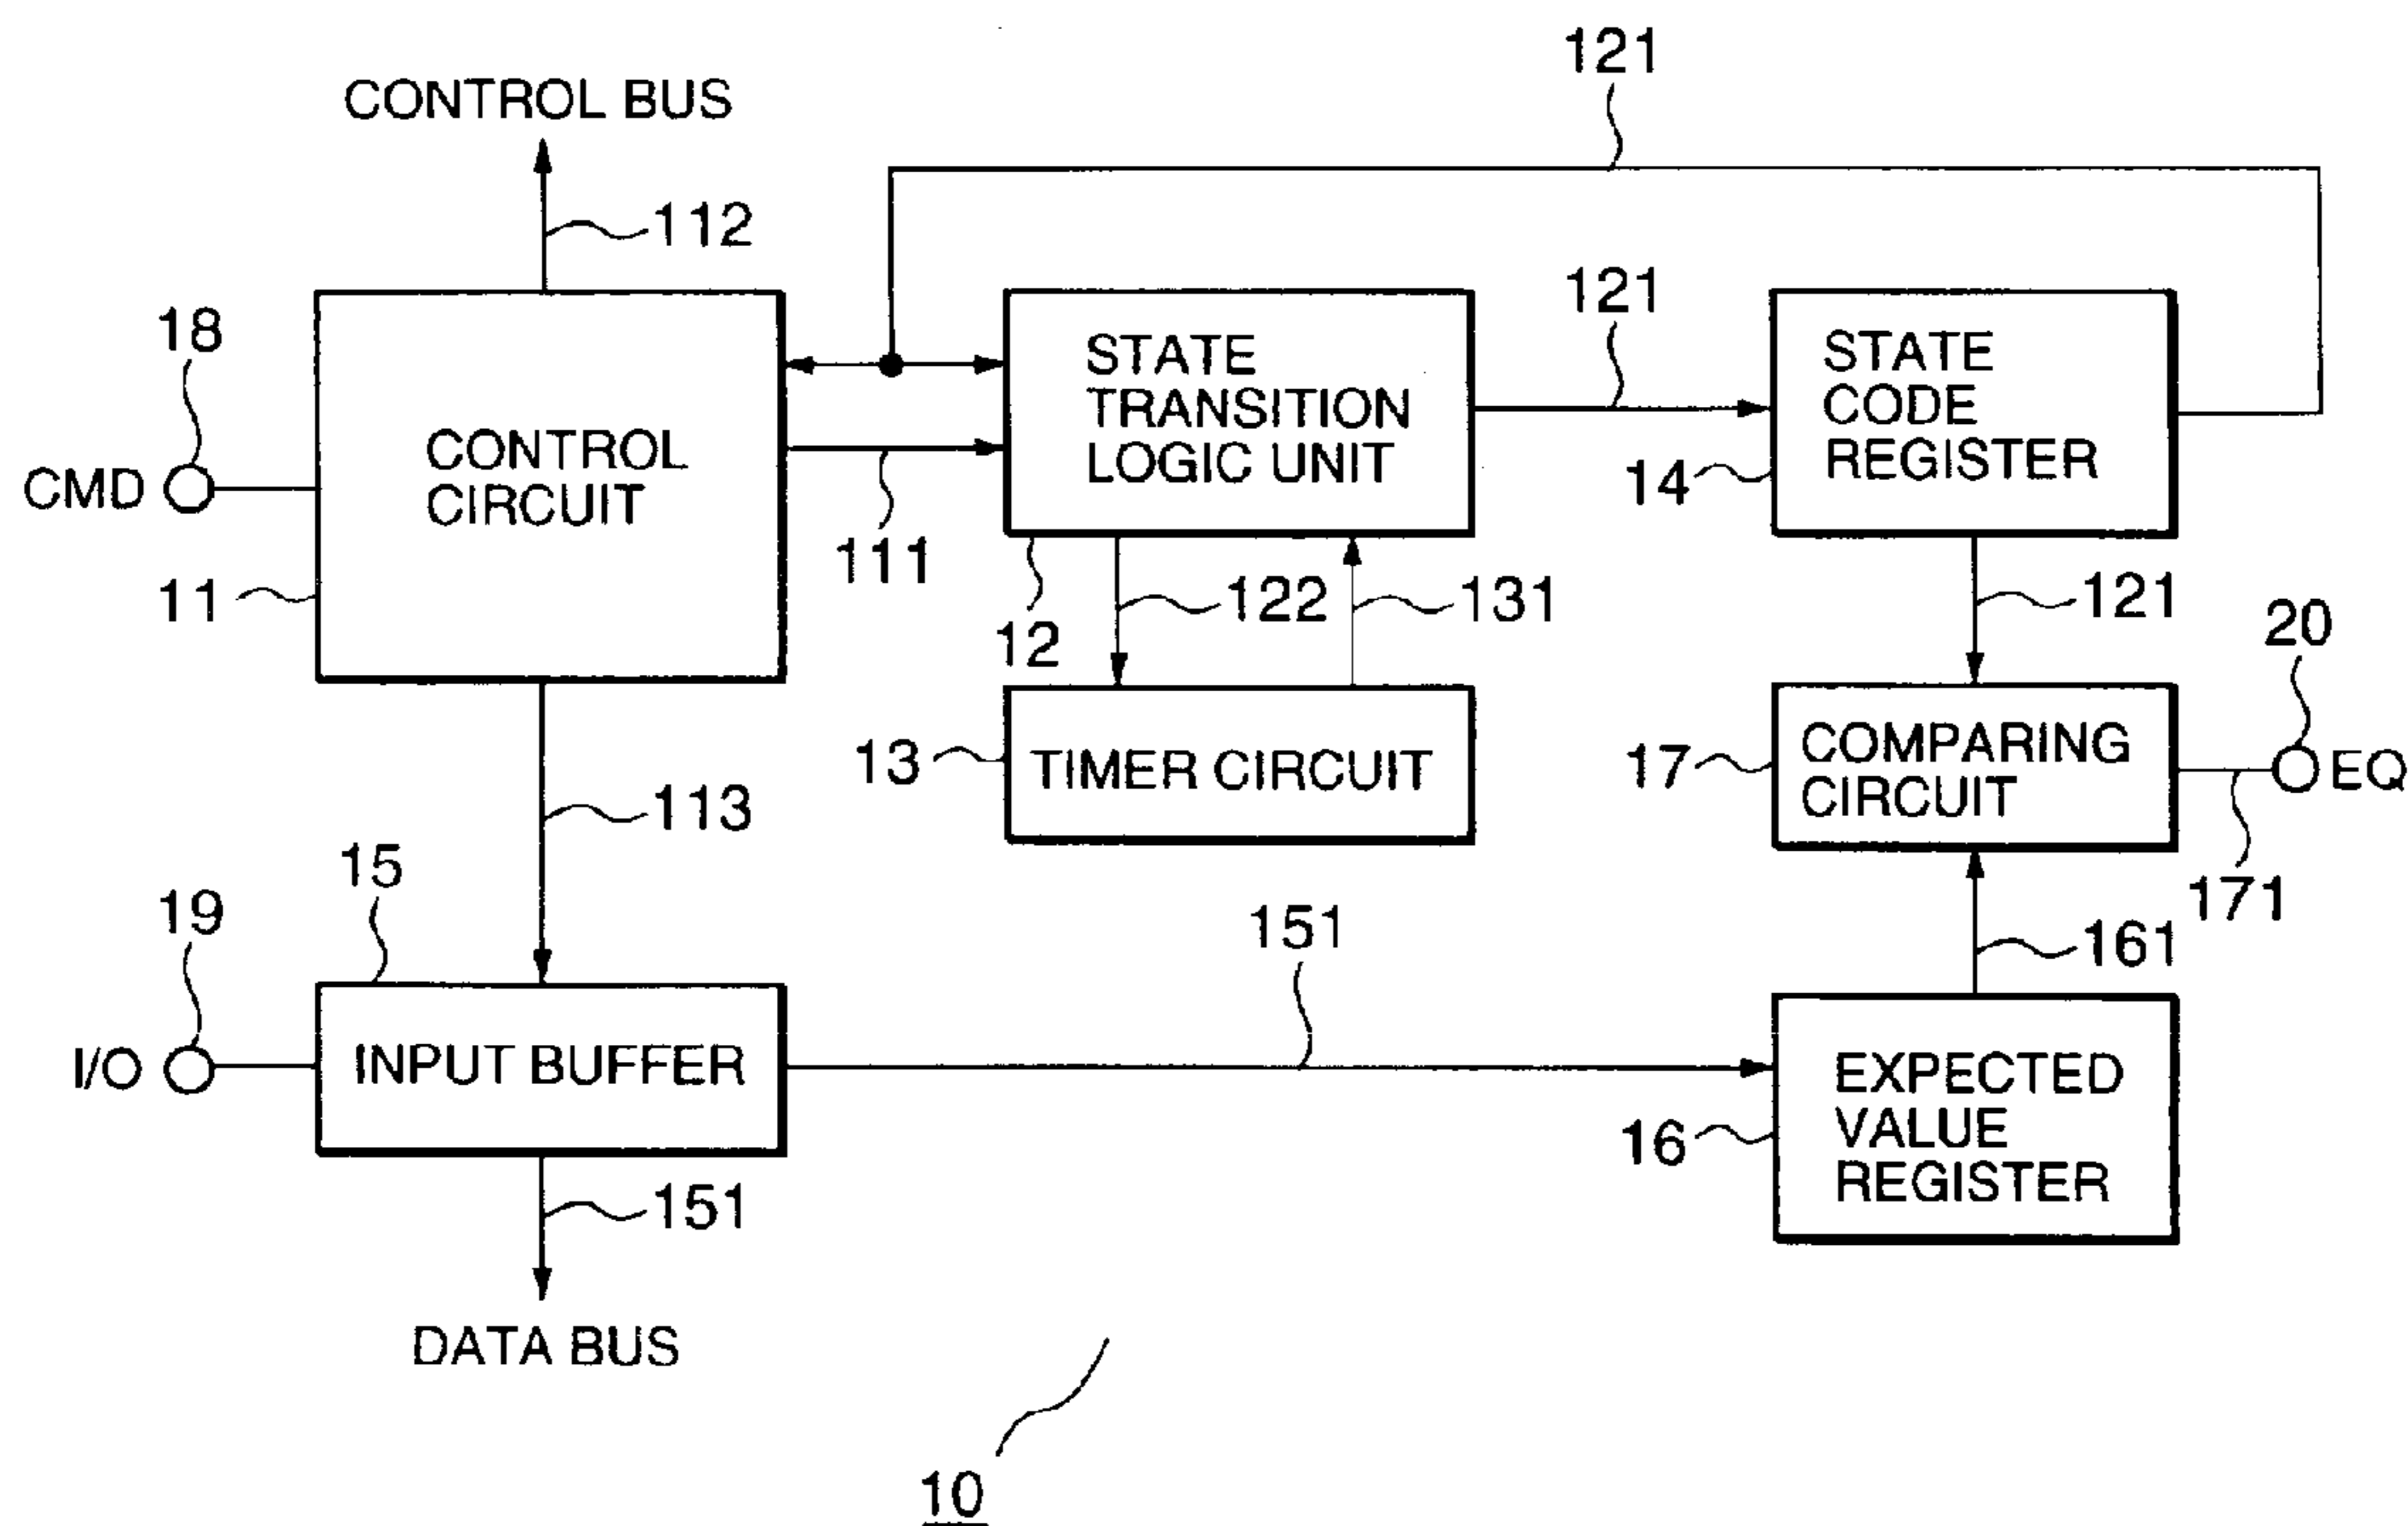 121
CONTROL BUS
112
18
CMD
11
CONTROL
CIRCUIT
111
STATE
TRANSITION
LOGIC UNIT
12
121
STATE
CODE
REGISTER
14
122
131
121
20
13
TIMER CIRCUIT
17
COMPARING
CIRCUIT
EQ
171
113
15
19
I/O
INPUT BUFFER
151
161
16
EXPECTED
VALUE
REGISTER
151
DATA BUS
10